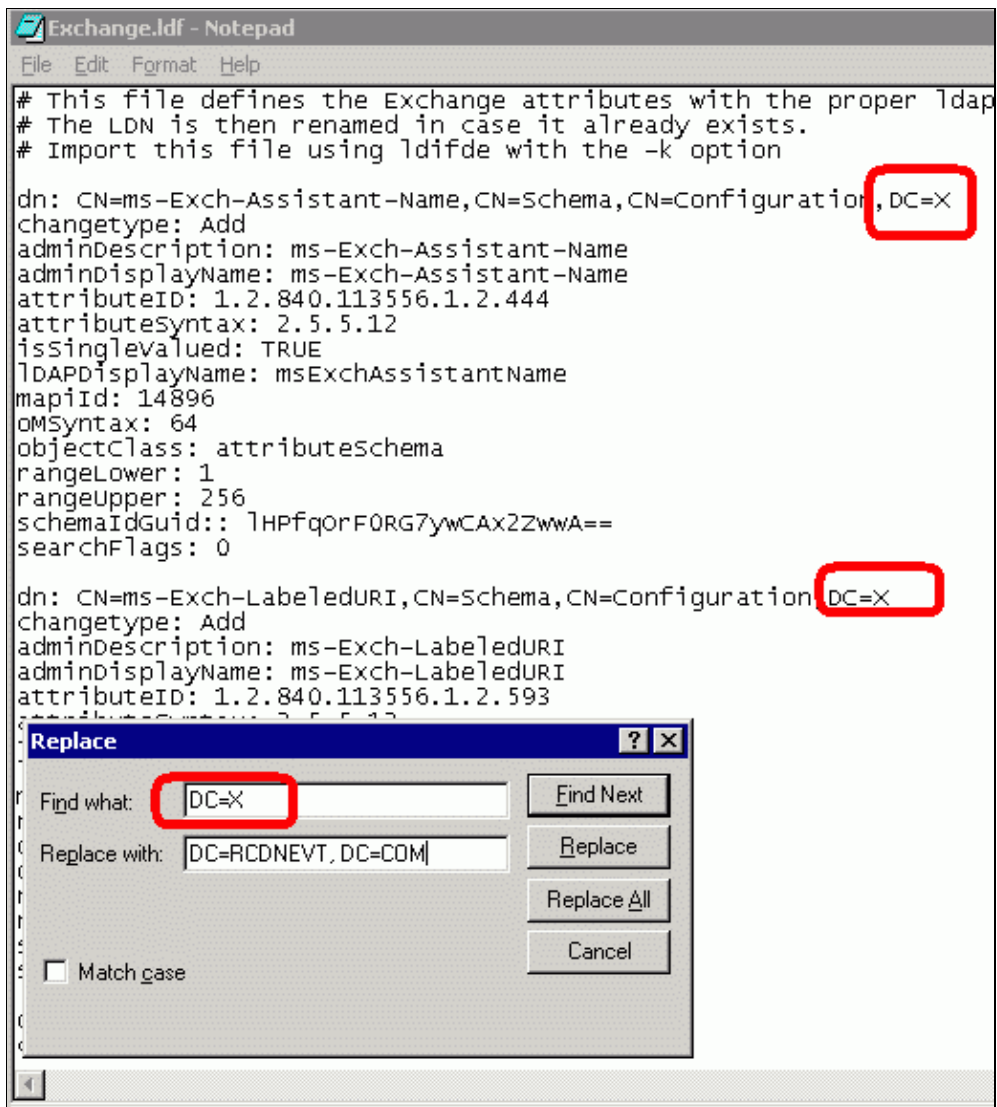 Exchange.ldf - Notepad
File Edit Format Help
# This file defines the Exchange attributes with the proper ldap
# The LDN is then renamed in case it already exists.
# Import this file using ldifde with the -k option
dn: CN=ms-Exch-Assistant-Name,CN=Schema,CN=Configuration,DC=X
changetype: Add
adminDescription: ms-Exch-Assistant-Name
adminDisplayName: ms-Exch-Assistant-Name
attributeID: 1.2.840.113556.1.2.444
attributeSyntax: 2.5.5.12
isSingleValued: TRUE
lDAPDisplayName: msExchAssistantName
mapiId: 14896
oMSyntax: 64
objectClass: attributeSchema
rangeLower: 1
rangeUpper: 256
schemaIdGuid:: lHPfqOrF0RG7ywCAx2ZwwA==
searchFlags: 0
dn: CN=ms-Exch-LabeledURI,CN=Schema,CN=Configuration,DC=X
changetype: Add
adminDescription: ms-Exch-LabeledURI
adminDisplayName: ms-Exch-LabeledURI
attributeID: 1.2.840.113556.1.2.593
Replace
Find what: DC=X Find Next
Replace with: DC=RCDNEVT, DC=COM Replace
Replace All
Match case Cancel